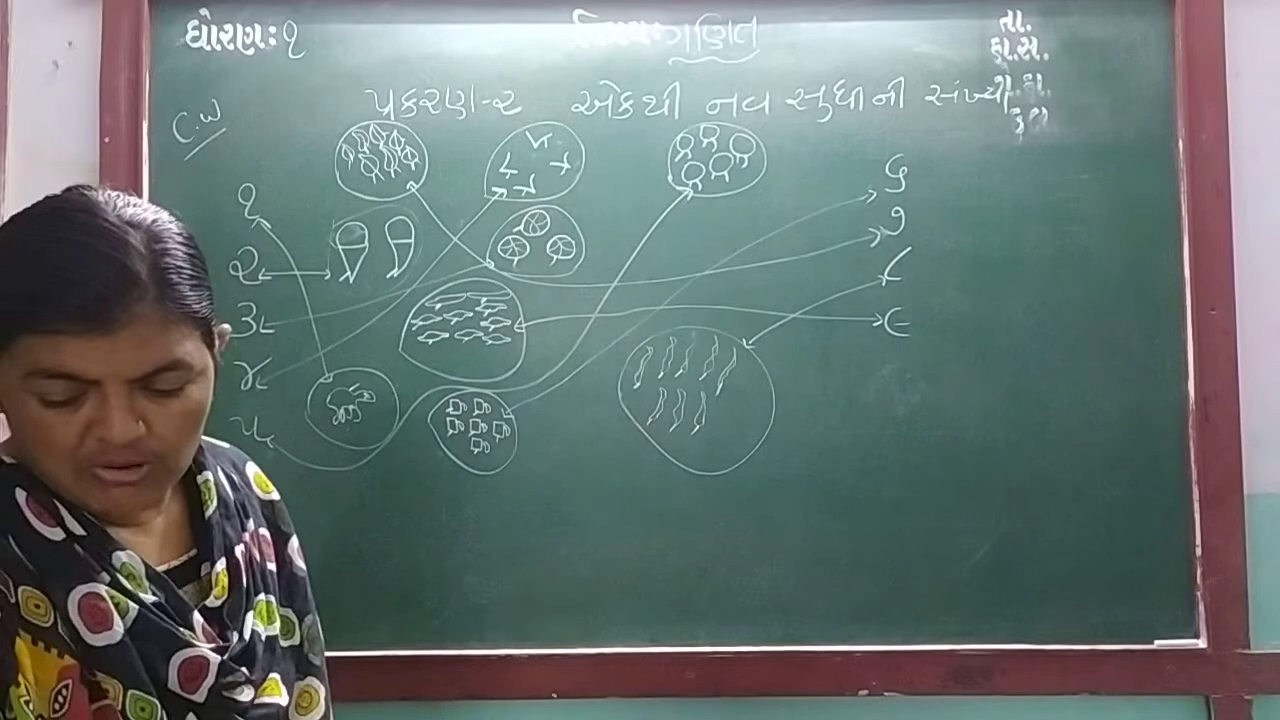 ધોરણઃ૧
વિષયઃગણિત
તા.
હા.સ.
C.W
પ્રકરણ-૨ એકથી નવ સુધીની સંખ્યા
૧
૨
૩
૪
૫
૬
૭
૮
૯